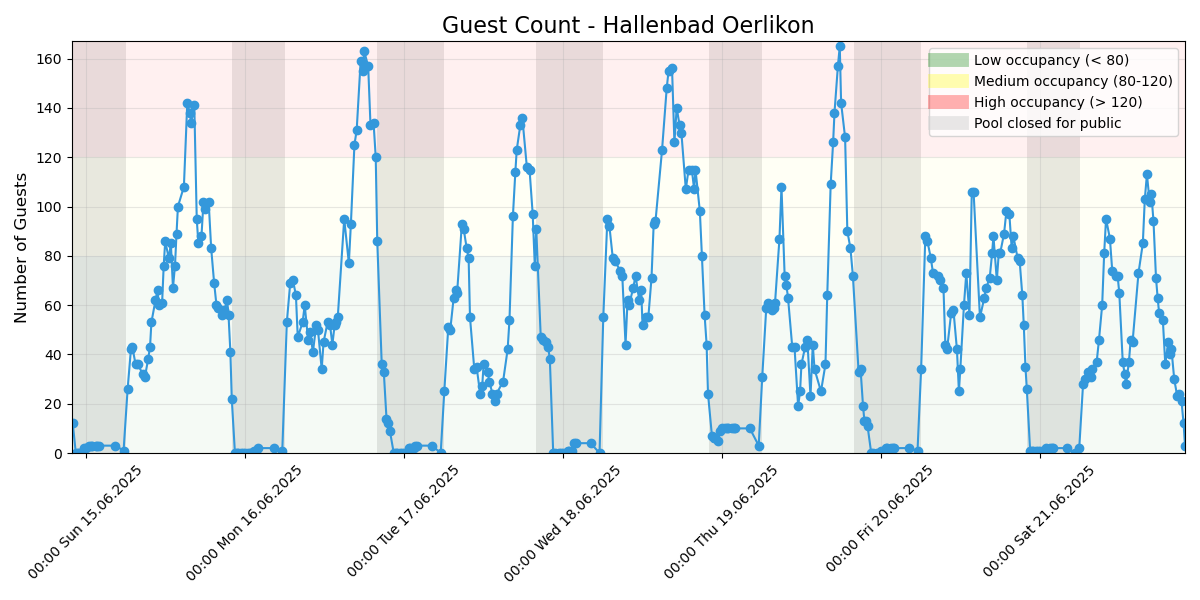 Guest Count - Hallenbad Oerlikon
Number of Guests
160
140
120
100
80
60
40
20
0
Low occupancy (< 80)
Medium occupancy (80-120)
High occupancy (> 120)
Pool closed for public
00:00 Sun 15.06.2025
00:00 Mon 16.06.2025
00:00 Tue 17.06.2025
00:00 Wed 18.06.2025
00:00 Thu 19.06.2025
00:00 Fri 20.06.2025
00:00 Sat 21.06.2025